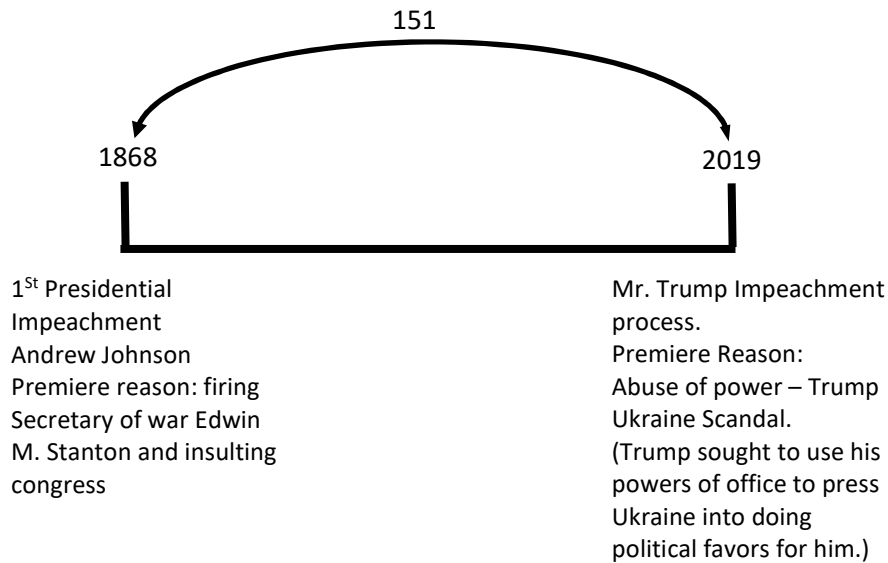 151
1868
2019
1St Presidential
Impeachment
Andrew Johnson
Premiere reason: firing
Secretary of war Edwin
M. Stanton and insulting
congress
Mr. Trump Impeachment
process.
Premiere Reason:
Abuse of power – Trump
Ukraine Scandal.
(Trump sought to use his
powers of office to press
Ukraine into doing
political favors for him.)